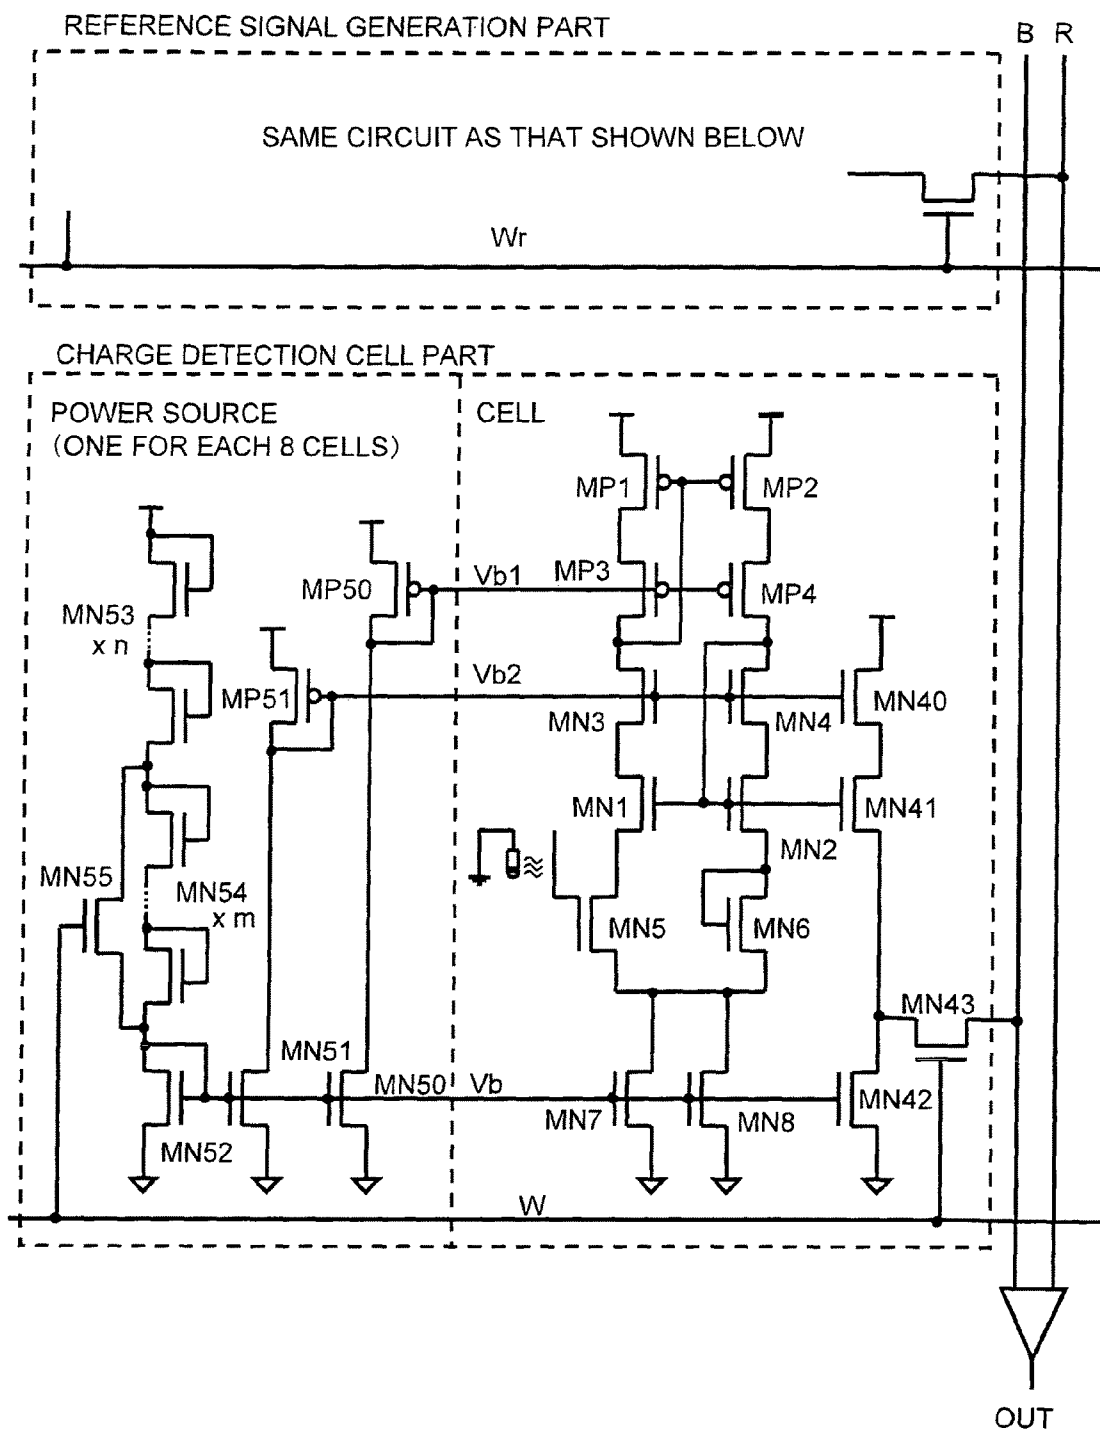 REFERENCE SIGNAL GENERATION PART
B R
SAME CIRCUIT AS THAT SHOWN BELOW
Wr
CHARGE DETECTION CELL PART
POWER SOURCE
(ONE FOR EACH 8 CELLS)
CELL
MP1
MP2
MP50
Vb1
MP3
MP4
MN53
x n
MP51
Vb2
MN3
MN4
MN40
MN1
MN41
MN2
MN55
MN54
x m
MN5
MN6
MN43
MN51
MN50
Vb
MN42
MN7
MN8
MN52
W
OUT